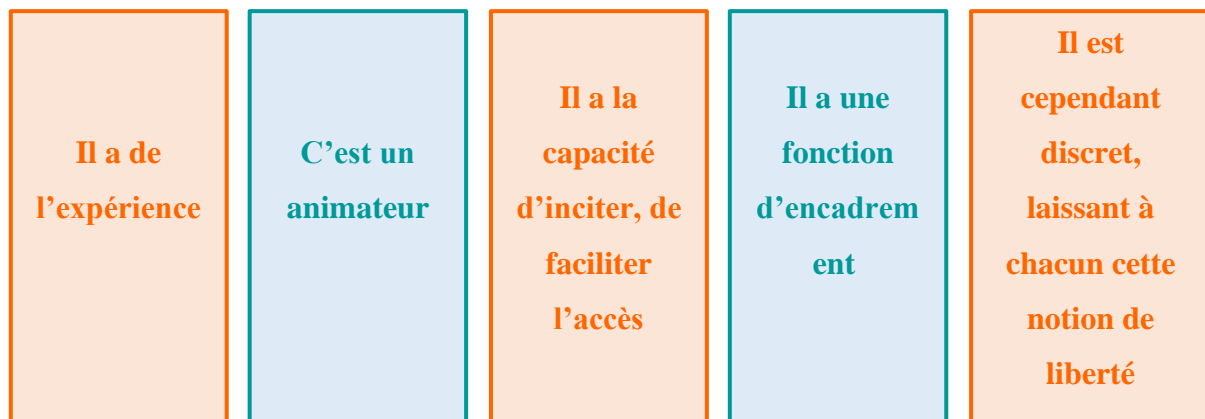 Il a de
l’expérience
C’est un
animateur
Il a la
capacité
d’inciter, de
faciliter
l’accès
Il a une
fonction
d’encadrem
ent
Il est
cependant
discret,
laissant à
chacun cette
notion de
liberté